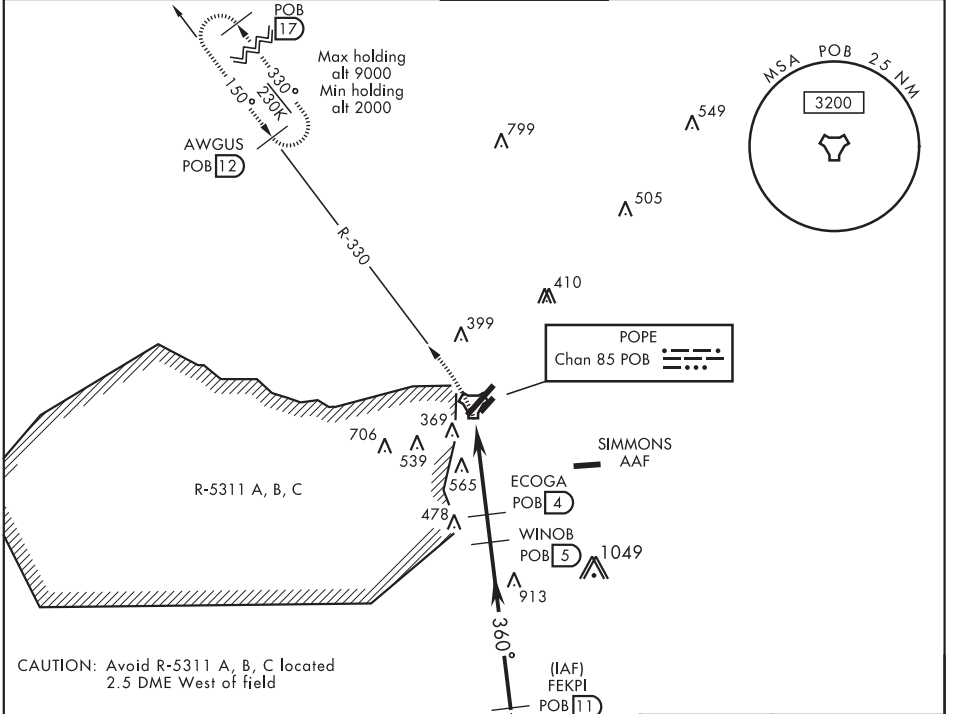 POB
17
Max holding
alt 9000
Min holding
alt 2000
330°
230K
150°
AWGUS
POB 12
R-330
MSA POB 25 NM
3200
799
549
505
410
399
POPE
Chan 85 POB
369
706
539
565
SIMMONS
AAF
R-5311 A, B, C
ECOGA
POB 4
478
WINOB
POB 5
1049
913
360°
CAUTION: Avoid R-5311 A, B, C located
2.5 DME West of field
(IAF)
FEKPI
POB 11